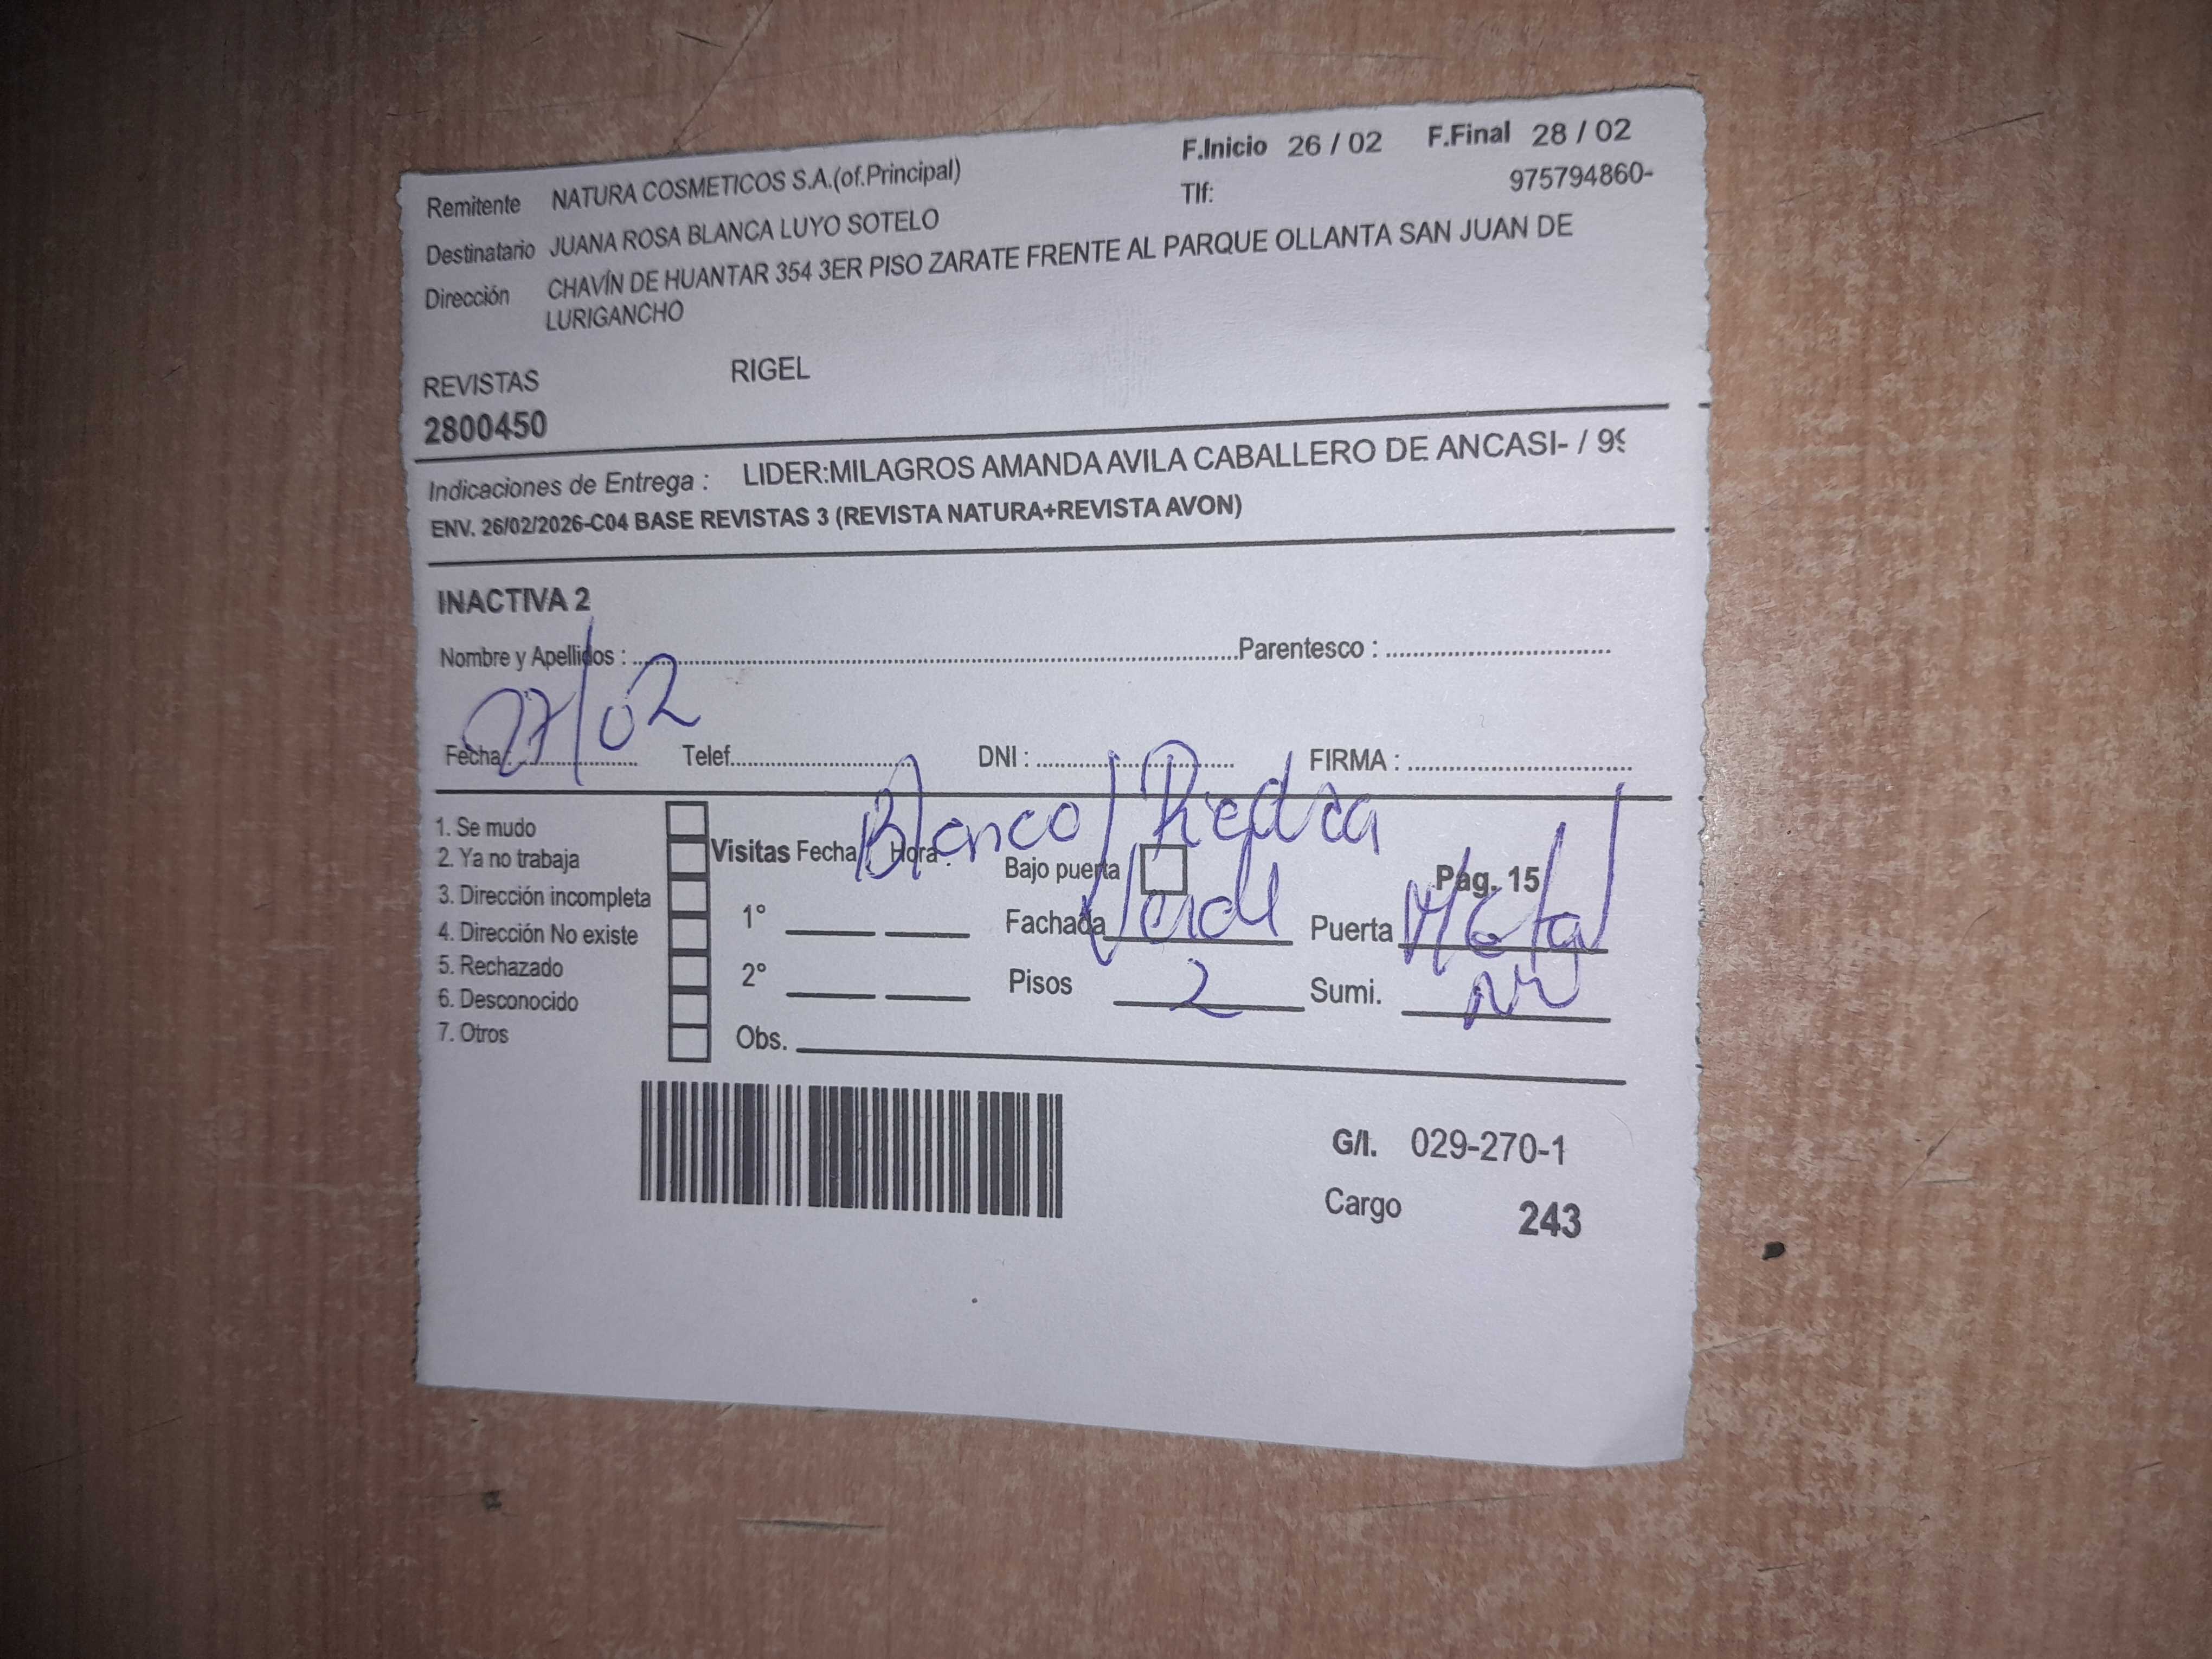 F.Inicio 26 / 02 F.Final 28 / 02
Remitente NATURA COSMETICOS S.A.(of.Principal) Tlf: 975794860-
Destinatario JUANA ROSA BLANCA LUYO SOTELO
Dirección CHAVÍN DE HUANTAR 354 3ER PISO ZARATE FRENTE AL PARQUE OLLANTA SAN JUAN DE
LURIGANCHO
REVISTAS RIGEL
2800450
Indicaciones de Entrega : LIDER:MILAGROS AMANDA AVILA CABALLERO DE ANCASI- / 99
ENV. 26/02/2026-C04 BASE REVISTAS 3 (REVISTA NATURA+REVISTA AVON)
INACTIVA 2
Nombre y Apellidos : Parentesco :
Fecha: 27/02 Telef. DNI : FIRMA :
Blanco/Piedra
1. Se mudo
2. Ya no trabaja
3. Dirección incompleta
4. Dirección No existe
5. Rechazado
6. Desconocido
7. Otros
Visitas Fecha / Hora : Bajo puerta Pag. 15
1° Fachada Verde Puerta Metal
2° Pisos 2 Sumi.
Obs.
G/I. 029-270-1
Cargo 243